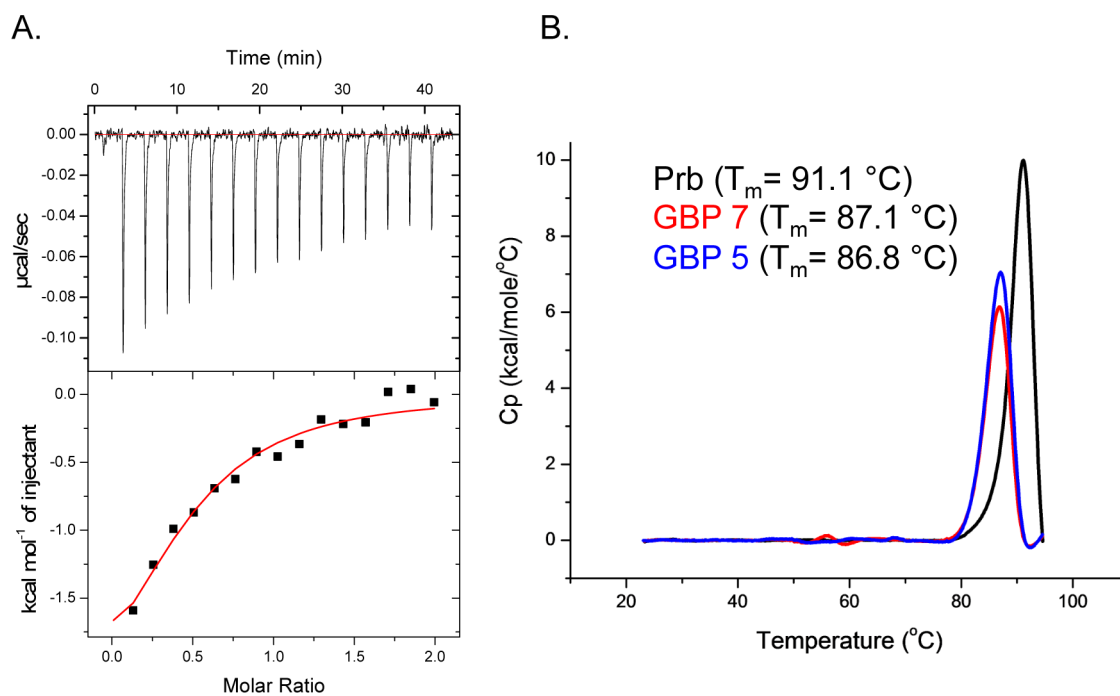 A.
Time (min)
0 10 20 30 40
0.00
-0.02
-0.04
-0.06
-0.08
-0.10
µcal/sec
0.0
-0.5
-1.0
-1.5
kcal mol⁻¹ of injectant
0.0 0.5 1.0 1.5 2.0
Molar Ratio
B.
Prb (Tm= 91.1 °C)
GBP 7 (Tm= 87.1 °C)
GBP 5 (Tm= 86.8 °C)
10
8
6
4
2
0
Cp (kcal/mole/°C)
20 40 60 80 100
Temperature (°C)